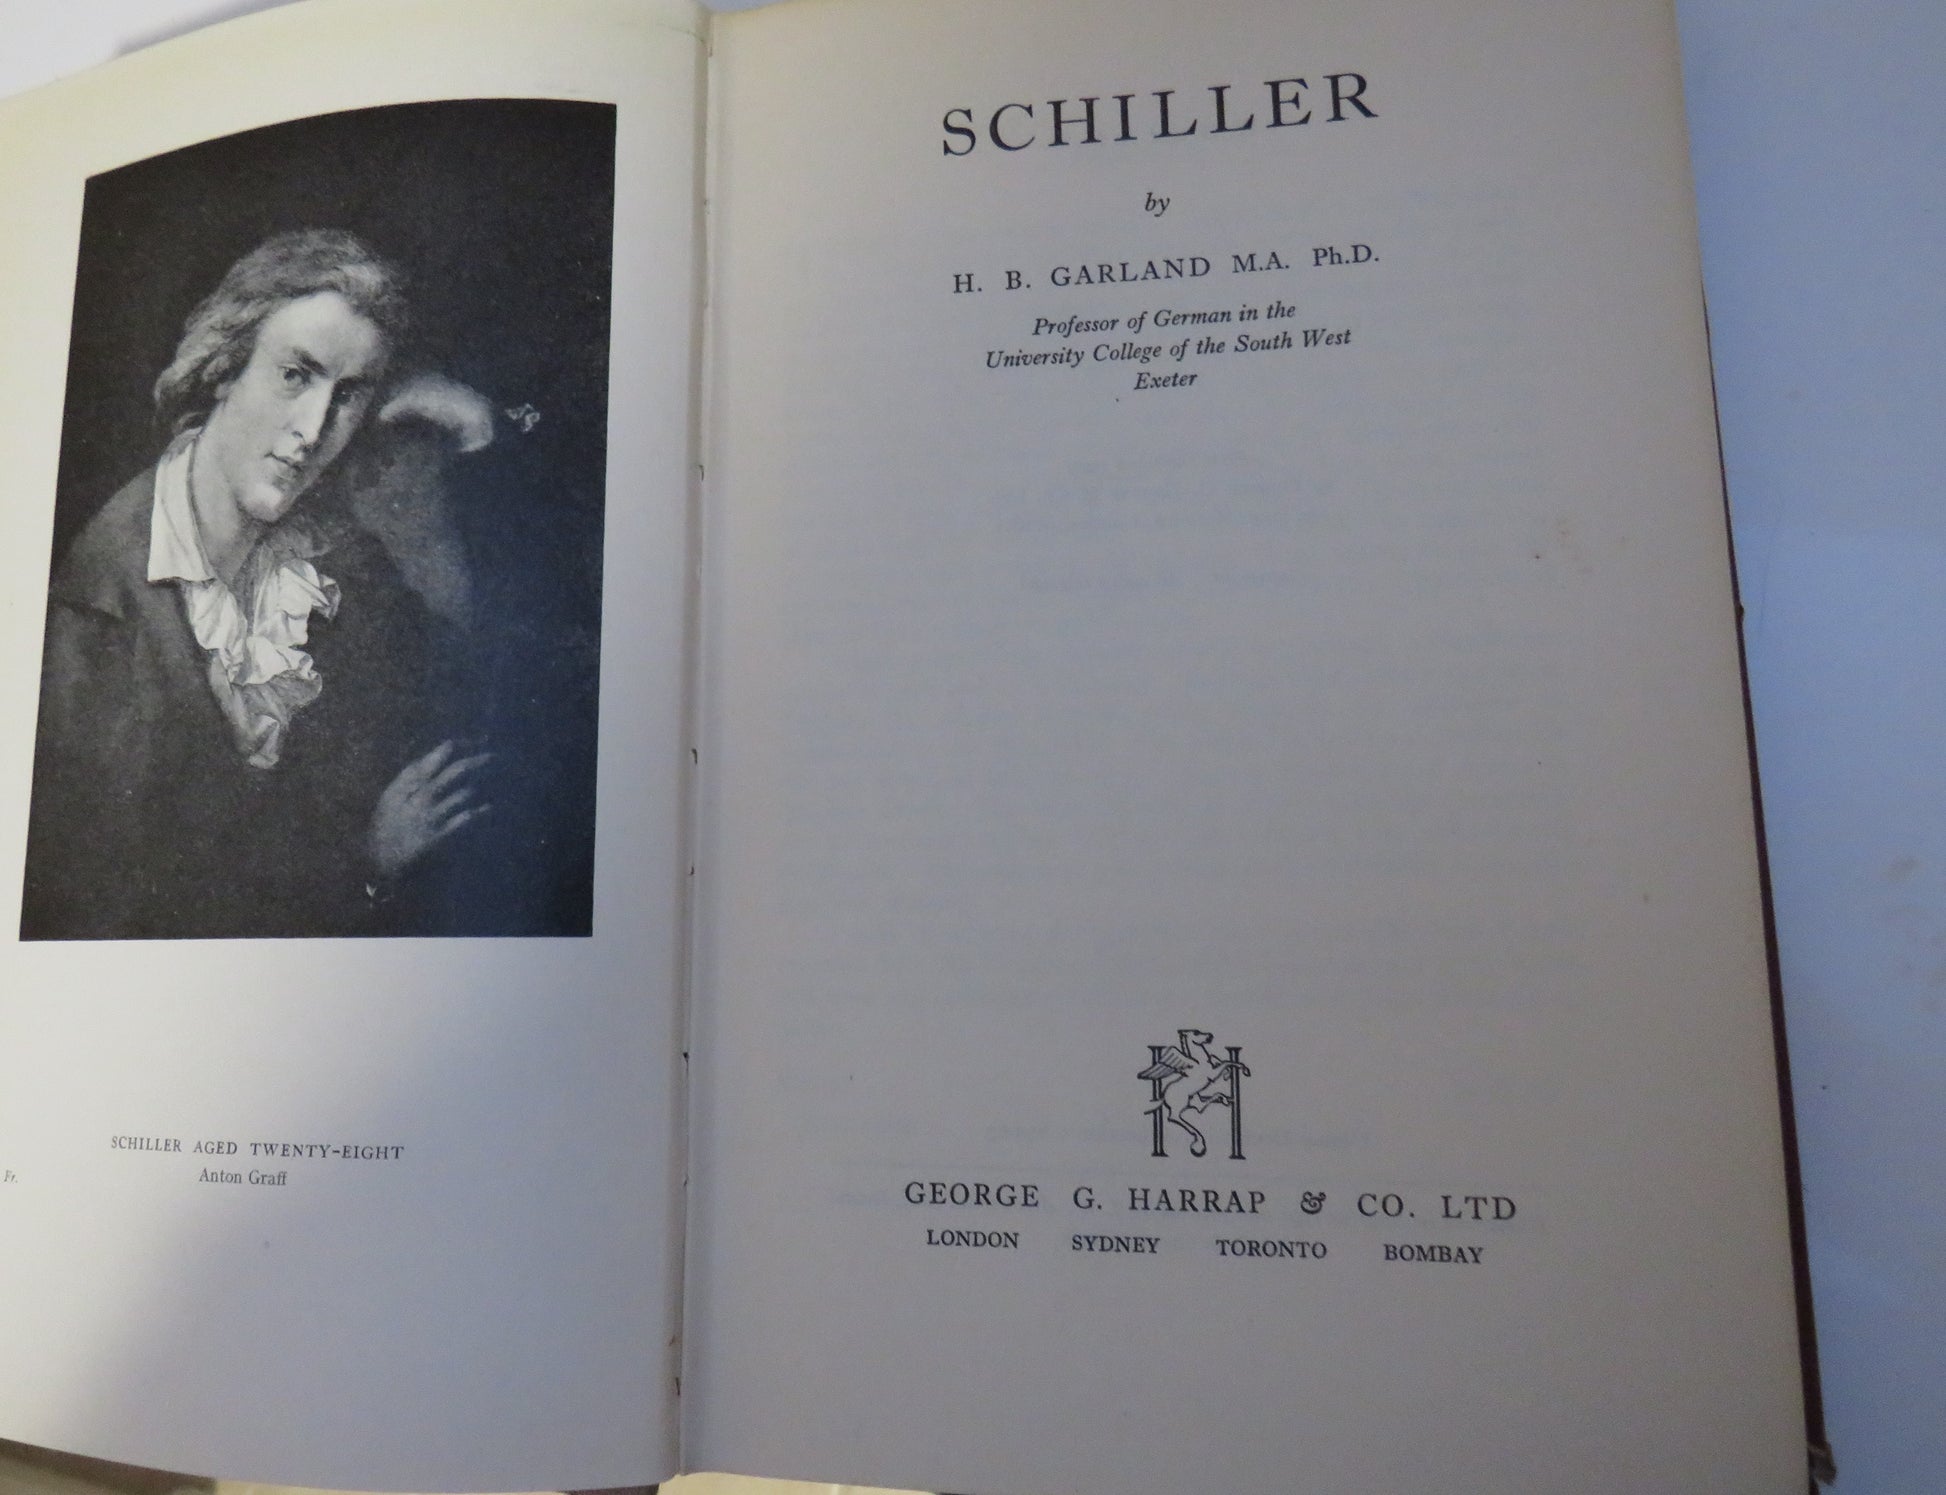 SCHILLER AGED TWENTY-EIGHT
Anton Graff
Fr.
SCHILLER
by
H. B. GARLAND M.A. Ph.D.
Professor of German in the
University College of the South West
Exeter
H
GEORGE G. HARRAP & CO. LTD
LONDON SYDNEY TORONTO BOMBAY